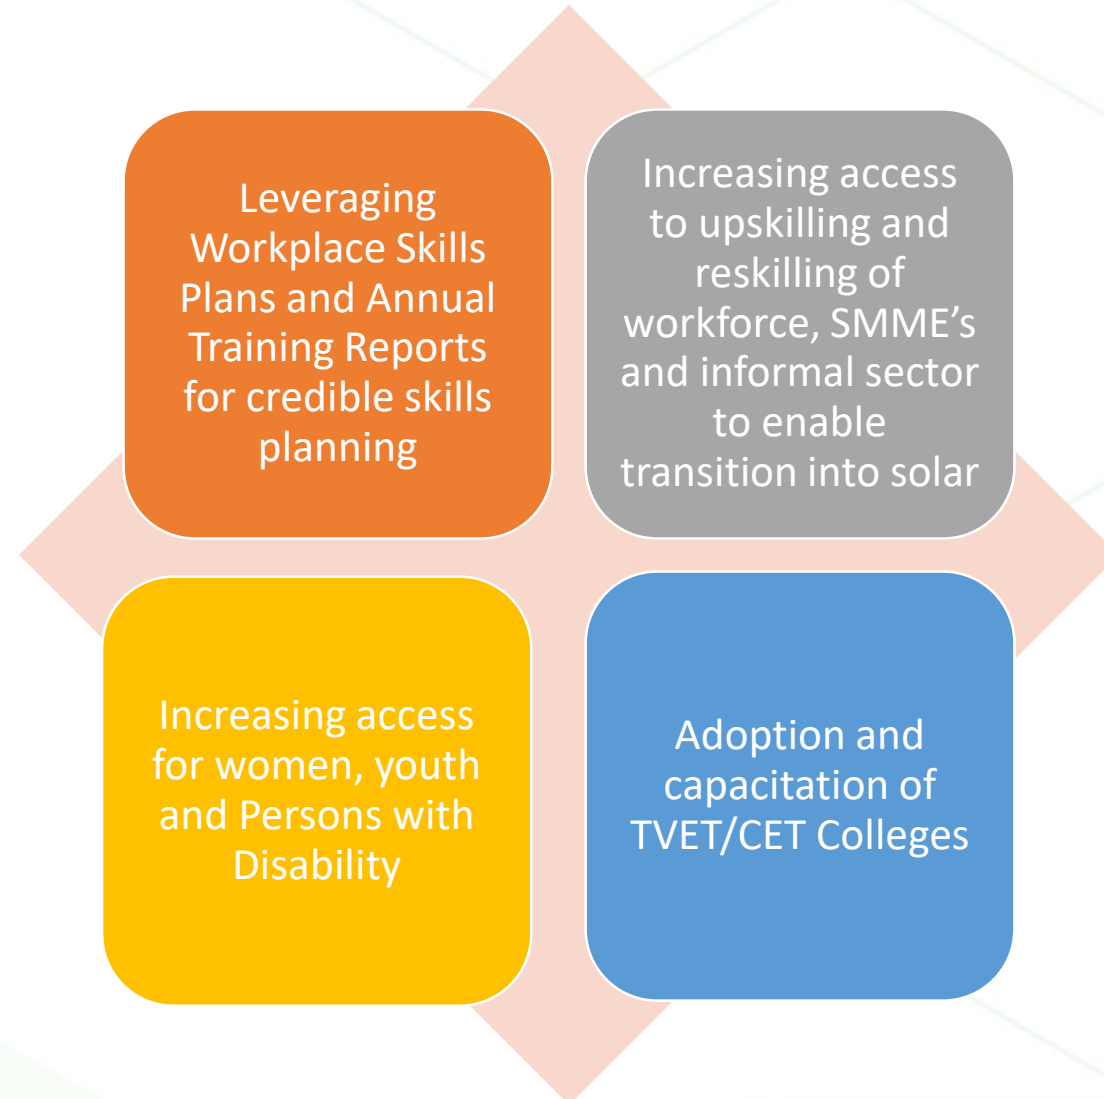 Leveraging
Workplace Skills
Plans and Annual
Training Reports
for credible skills
planning
Increasing access
to upskilling and
reskilling of
workforce, SMME’s
and informal sector
to enable
transition into solar
Increasing access
for women, youth
and Persons with
Disability
Adoption and
capacitation of
TVET/CET Colleges